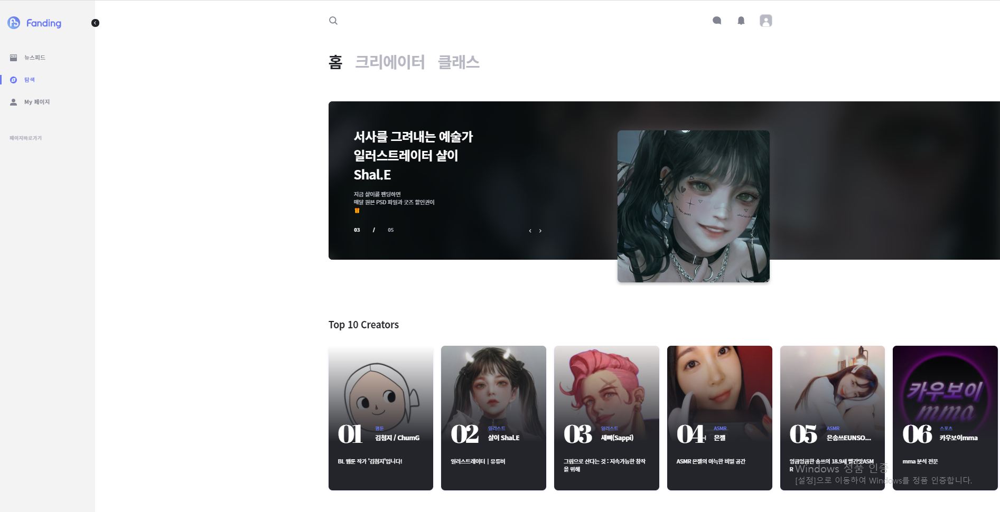 Fanding
뉴스피드
탐색
My 페이지
페이지바로가기
홈 크리에이터 클래스
서사를 그려내는 예술가
일러스트레이터 샬이
Shal.E
지금 샬이를 팬딩하면
매달 원본 PSD 파일과 굿즈 할인권이
03 / 05
Top 10 Creators
01
웹툰
김첨지 / ChumG
BL 웹툰 작가 '김첨지'입니다!
02
일러스트
샬이 Shal.E
일러스트레이터 | 유튜버
03
일러스트
새삐(Sappi)
그림으로 산다는 것 : 지속가능한 창작
을 위해
04
ASMR
은젤
ASMR 은젤의 아늑한 비밀 공간
05
ASMR
은송쓰EUNSO...
앙큼앙큼한 송쓰의 18.9세 빨간맛ASM
R
카우보이
mma
06
스포츠
카우보이mma
mma 분석 전문
Windows 정품 인증
[설정]으로 이동하여 Windows를 정품 인증합니다.